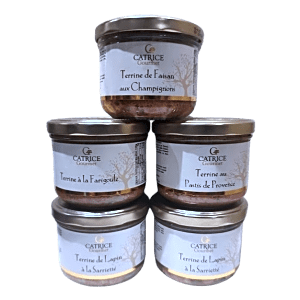 CATRICE
Gourmet
Terrine de Faisan
aux Champignons
CATRICE
Gourmet
Terrine à la Farigoule
CATRICE
Gourmet
Terrine au
Pastis de Provence
CATRICE
Gourmet
Terrine de Lapin
à la Sarriette
CATRICE
Gourmet
Terrine de Lapin
à la Sarriette